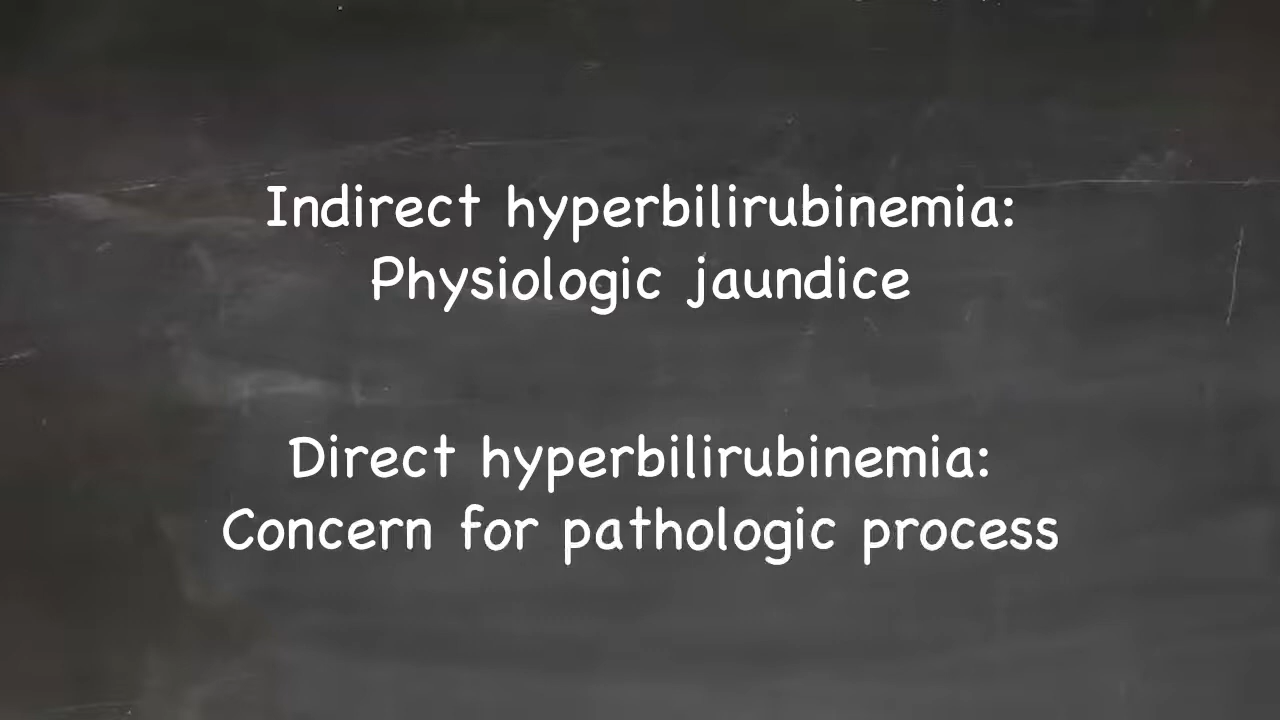 Indirect hyperbilirubinemia:
Physiologic jaundice
Direct hyperbilirubinemia:
Concern for pathologic process